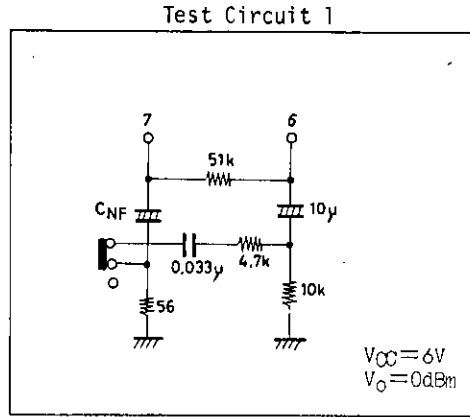 Test Circuit 1
7
6
51k
CNF
10μ
0,033μ
4,7k
56
10k
VCC=6V
VO=0dBm